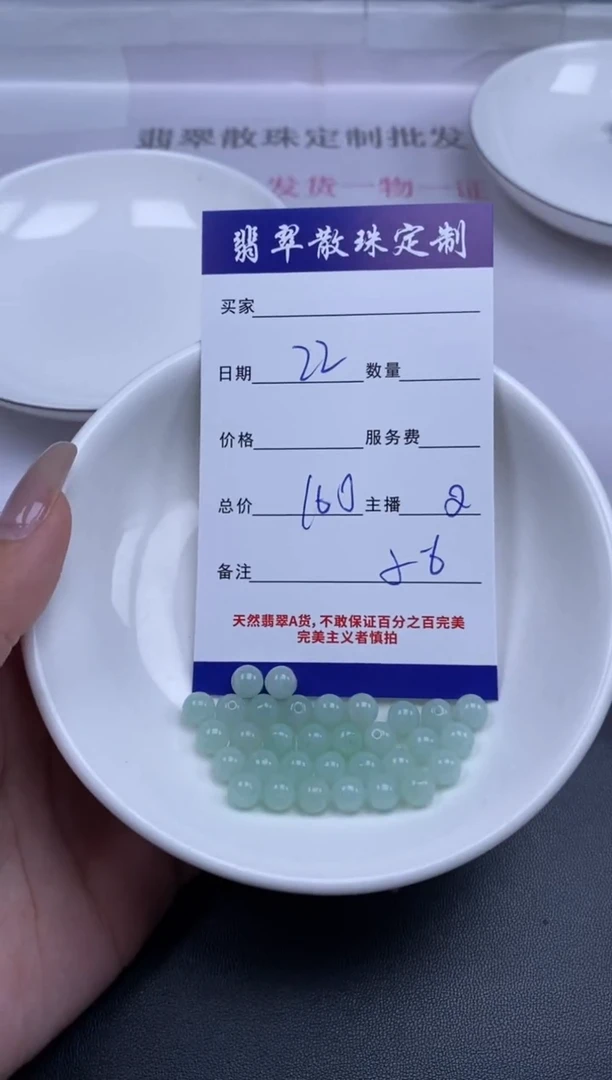 翡翠散珠定制批发
发货一物一证
翡翠散珠定制
买家
日期 22 数量
价格 服务费
总价 160 主播 2
备注
天然翡翠A货,不敢保证百分之百完美
完美主义者慎拍